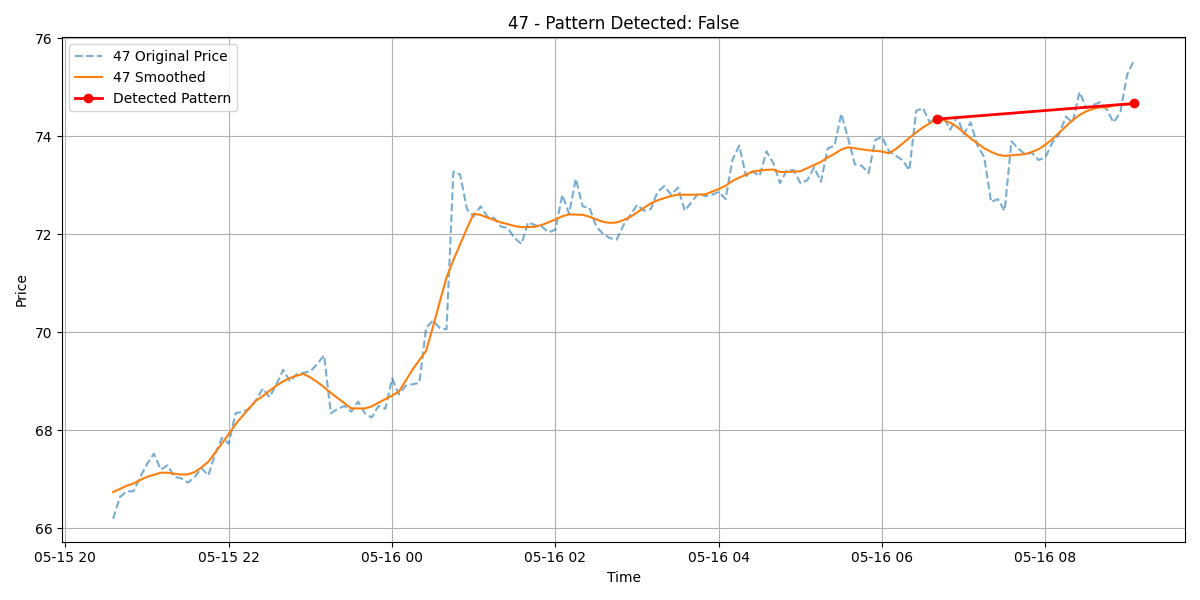 47 - Pattern Detected: False
47 Original Price
47 Smoothed
Detected Pattern
Price
76
74
72
70
68
66
05-15 20 05-15 22 05-16 00 05-16 02 05-16 04 05-16 06 05-16 08
Time